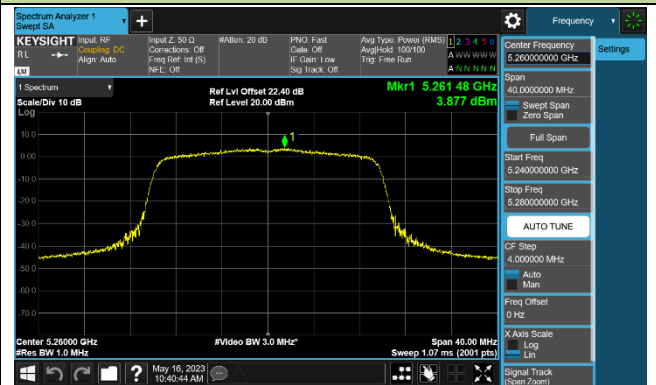 Spectrum Analyzer 1
Swept SA
+
Frequency
KEYSIGHT
RL
LXI
Input: RF
Coupling: DC
Align: Auto
Input Z: 50 Ω
Corrections: Off
Freq Ref: Int (S)
NFE: Off
#Atten: 20 dB
PNO: Fast
Gate: Off
IF Gain: Low
Sig Track: Off
Avg Type: Power (RMS)
Avg|Hold: 100/100
Trig: Free Run
1 2 3 4 5 6
A W W W W W
A N N N N N
1 Spectrum
Scale/Div 10 dB
Log
Ref Lvl Offset 22.40 dB
Ref Level 20.00 dBm
Mkr1 5.261 48 GHz
3.877 dBm
1
10.0
0.00
-10.0
-20.0
-30.0
-40.0
-50.0
-60.0
-70.0
Center 5.26000 GHz
#Res BW 1.0 MHz
#Video BW 3.0 MHz*
Span 40.00 MHz
Sweep 1.07 ms (2001 pts)
?
May 16, 2023
10:40:44 AM
Center Frequency
5.260000000 GHz
Settings
Span
40.0000000 MHz
Swept Span
Zero Span
Full Span
Start Freq
5.240000000 GHz
Stop Freq
5.280000000 GHz
AUTO TUNE
CF Step
4.000000 MHz
Auto
Man
Freq Offset
0 Hz
X Axis Scale
Log
Lin
Signal Track
(Span Zoom)